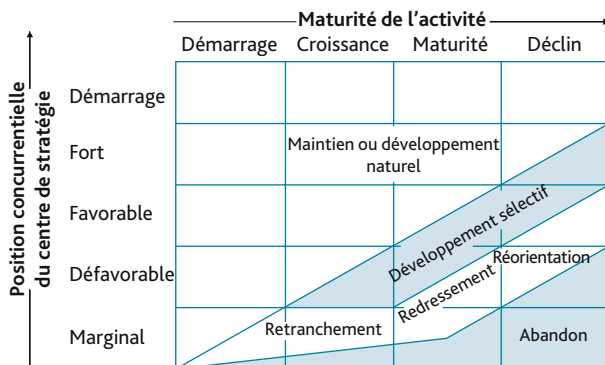 Maturité de l'activité
Démarrage Croissance Maturité Déclin
Position concurrentielle
du centre de stratégie
Démarrage
Fort
Maintien ou développement
naturel
Favorable
Développement sélectif
Défavorable
Redressement
Réorientation
Marginal
Retranchement
Abandon